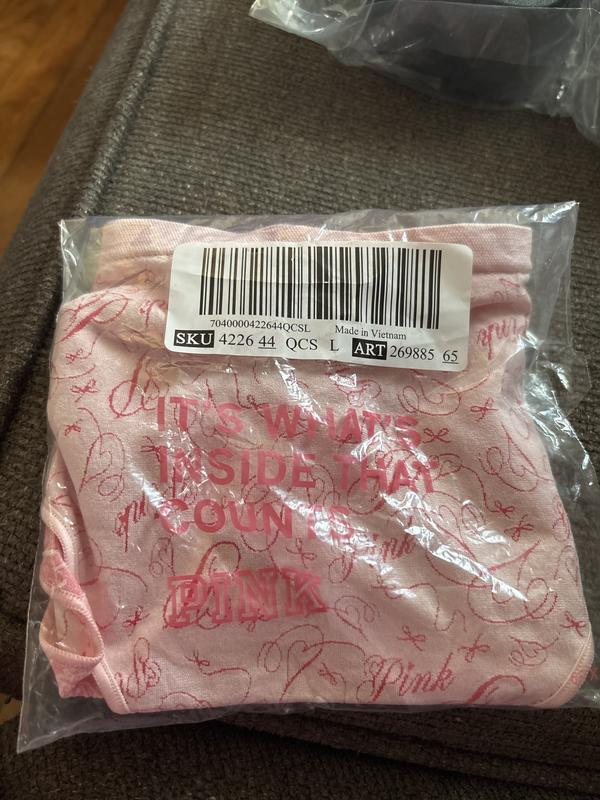 7040000422644QCSL Made in Vietnam
SKU 4226 44 QCS L ART 269885 65
IT'S WHAT'S
INSIDE THAT
COUNTS
PINK
Pink
Pink
Pink